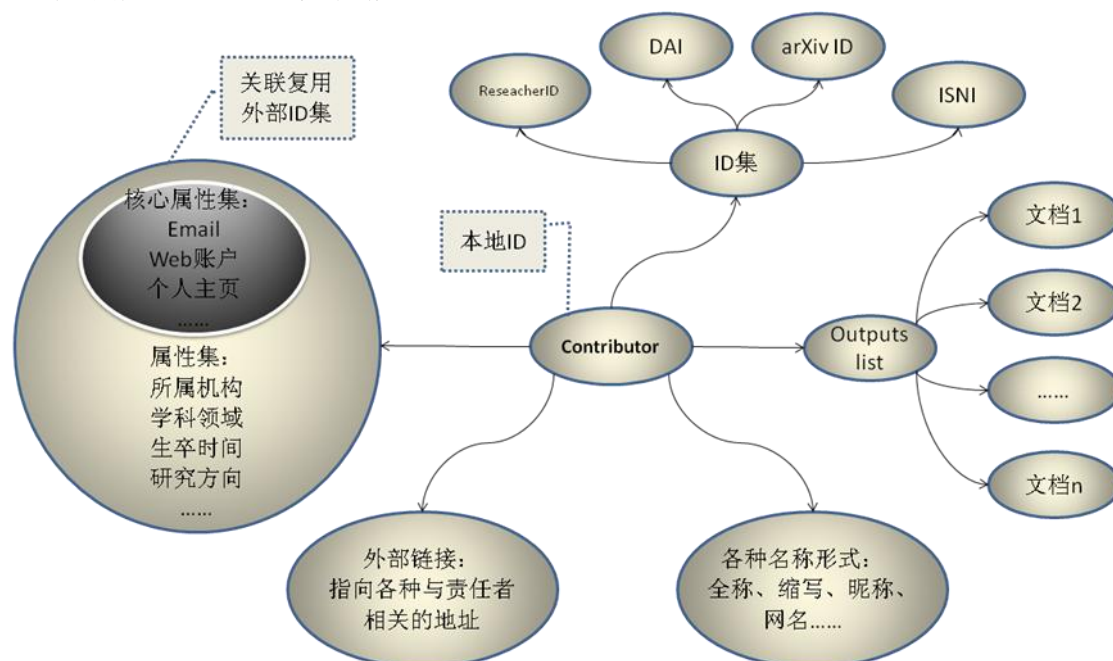 DAI
arXiv ID
ReseacherID
ISNI
ID集
关联复用
外部ID集
核心属性集：
Email
Web账户
个人主页
……
属性集：
所属机构
学科领域
生卒时间
研究方向
……
本地ID
Contributor
Outputs
list
文档1
文档2
……
文档n
外部链接：
指向各种与责任者
相关的地址
各种名称形式：
全称、缩写、昵称、
网名……